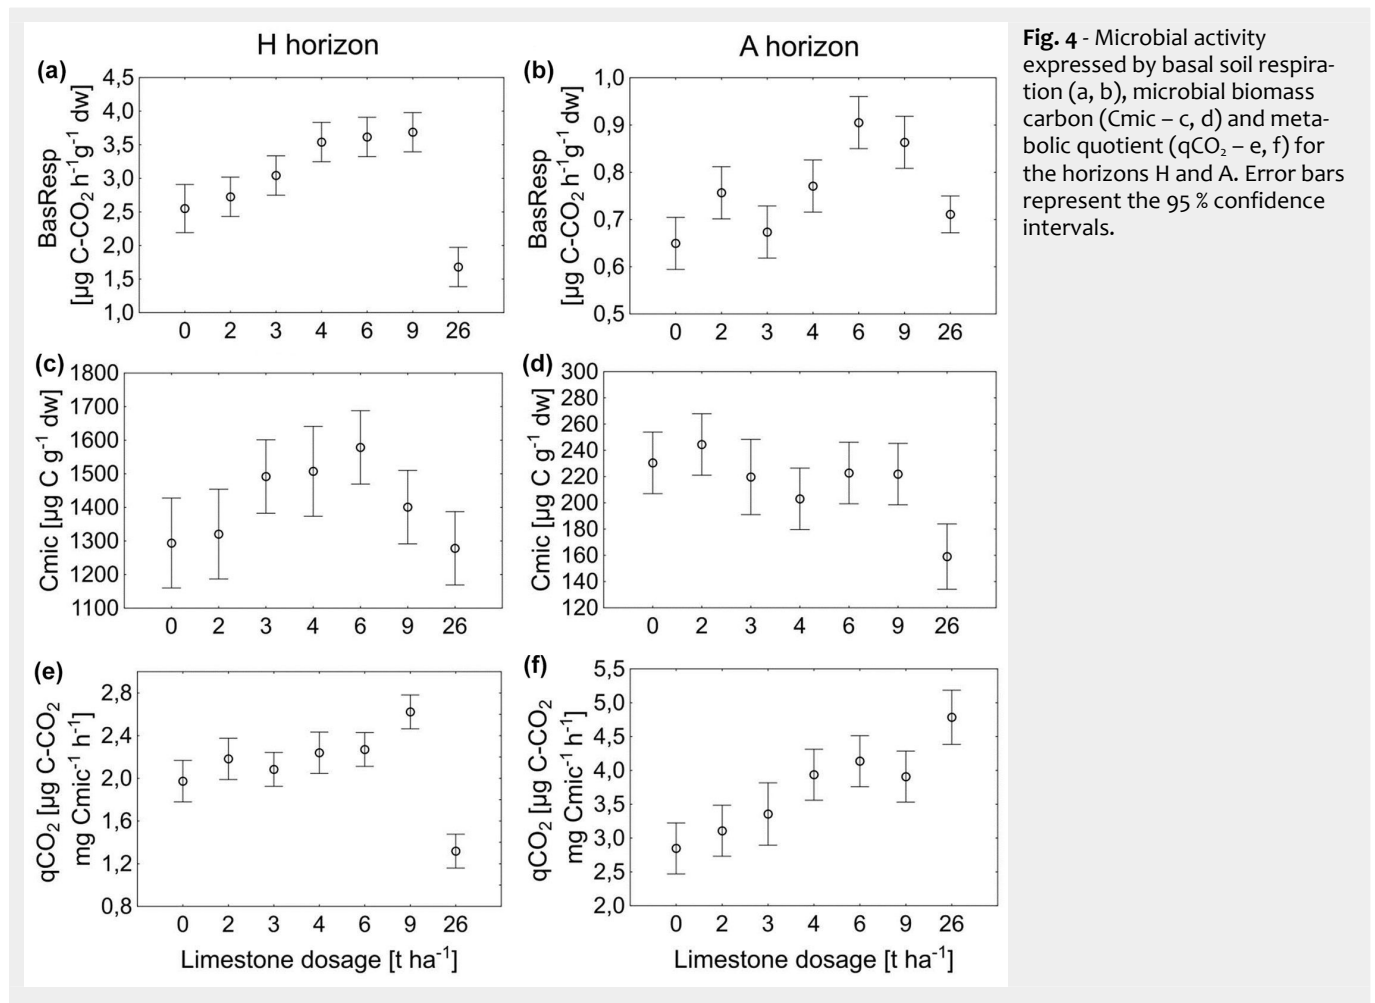 H horizon
A horizon
Fig. 4 - Microbial activity
expressed by basal soil respira-
tion (a, b), microbial biomass
carbon (Cmic – c, d) and meta-
bolic quotient (qCO₂ – e, f) for
the horizons H and A. Error bars
represent the 95 % confidence
intervals.
(a)
BasResp
[µg C-CO₂ h⁻¹g⁻¹ dw]
4,5
4,0
3,5
3,0
2,5
2,0
1,5
1,0
0 2 3 4 6 9 26
(b)
BasResp
[µg C-CO₂ h⁻¹g⁻¹ dw]
1,0
0,9
0,8
0,7
0,6
0,5
0 2 3 4 6 9 26
(c)
Cmic [µg C g⁻¹ dw]
1800
1700
1600
1500
1400
1300
1200
1100
0 2 3 4 6 9 26
(d)
Cmic [µg C g⁻¹ dw]
300
280
260
240
220
200
180
160
140
120
0 2 3 4 6 9 26
(e)
qCO₂ [µg C-CO₂
mg Cmic⁻¹ h⁻¹]
2,8
2,4
2,0
1,6
1,2
0,8
0 2 3 4 6 9 26
Limestone dosage [t ha⁻¹]
(f)
qCO₂ [µg C-CO₂
mg Cmic⁻¹ h⁻¹]
5,5
5,0
4,5
4,0
3,5
3,0
2,5
2,0
0 2 3 4 6 9 26
Limestone dosage [t ha⁻¹]